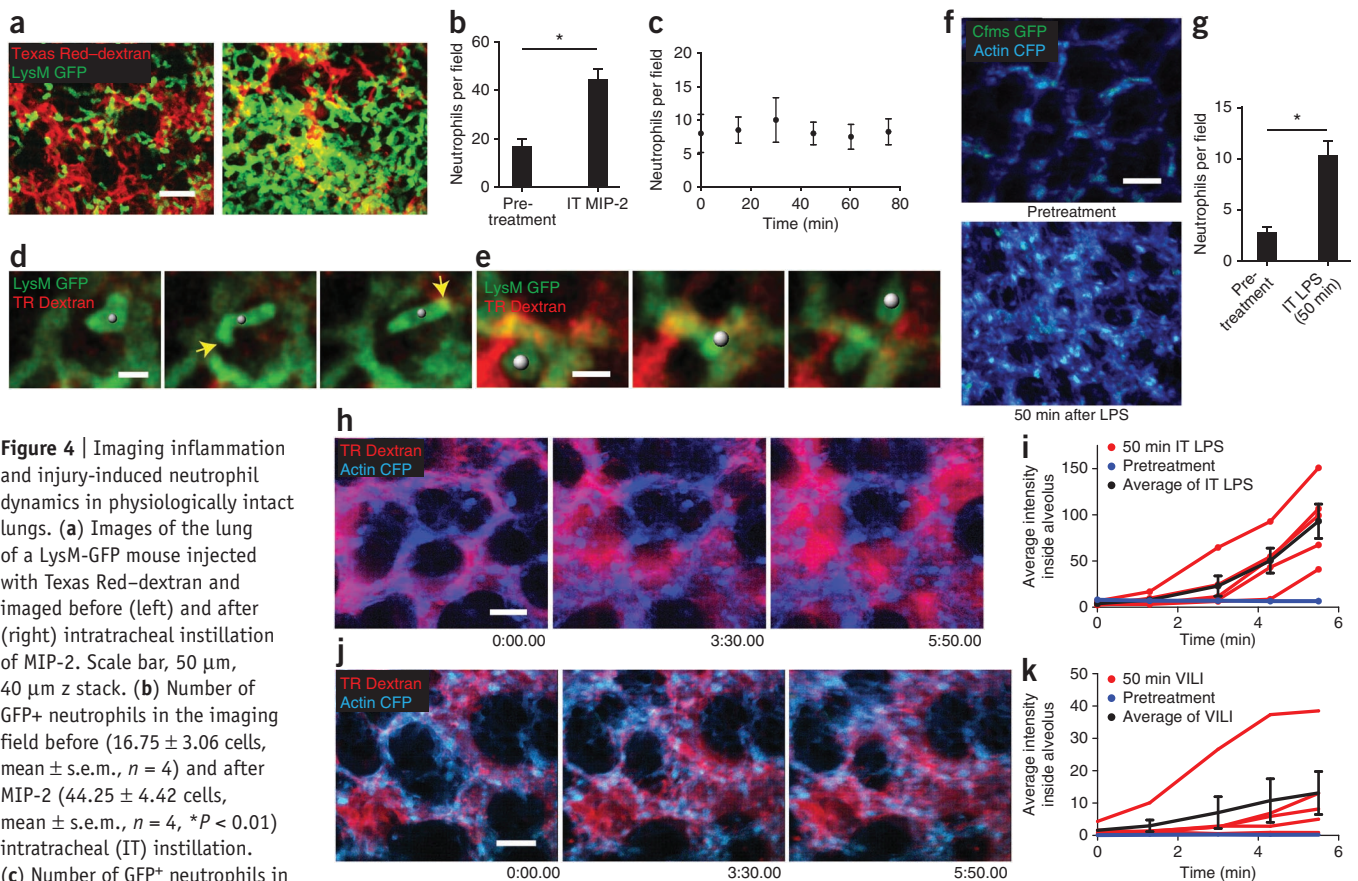 a
Texas Red–dextran
LysM GFP
b
Neutrophils per field
60
40
20
0
*
Pre-
treatment
IT MIP-2
c
Neutrophils per field
20
15
10
5
0
0 20 40 60 80
Time (min)
d
LysM GFP
TR Dextran
e
LysM GFP
TR Dextran
f
Cfms GFP
Actin CFP
Pretreatment
50 min after LPS
g
Neutrophils per field
15
10
5
0
*
Pre-
treatment
IT LPS
(50 min)
h
TR Dextran
Actin CFP
0:00.00 3:30.00 5:50.00
i
50 min IT LPS
Pretreatment
Average of IT LPS
Average intensity
inside alveolus
150
100
50
0
0 2 4 6
Time (min)
j
TR Dextran
Actin CFP
0:00.00 3:30.00 5:50.00
k
50 min VILI
Pretreatment
Average of VILI
Average intensity
inside alveolus
50
40
30
20
10
0
0 2 4 6
Time (min)
Figure 4 | Imaging inflammation
and injury-induced neutrophil
dynamics in physiologically intact
lungs. (a) Images of the lung
of a LysM-GFP mouse injected
with Texas Red–dextran and
imaged before (left) and after
(right) intratracheal instillation
of MIP-2. Scale bar, 50 μm,
40 μm z stack. (b) Number of
GFP+ neutrophils in the imaging
field before (16.75 ± 3.06 cells,
mean ± s.e.m., n = 4) and after
MIP-2 (44.25 ± 4.42 cells,
mean ± s.e.m., n = 4, *P < 0.01)
intratracheal (IT) instillation.
(c) Number of GFP+ neutrophils in